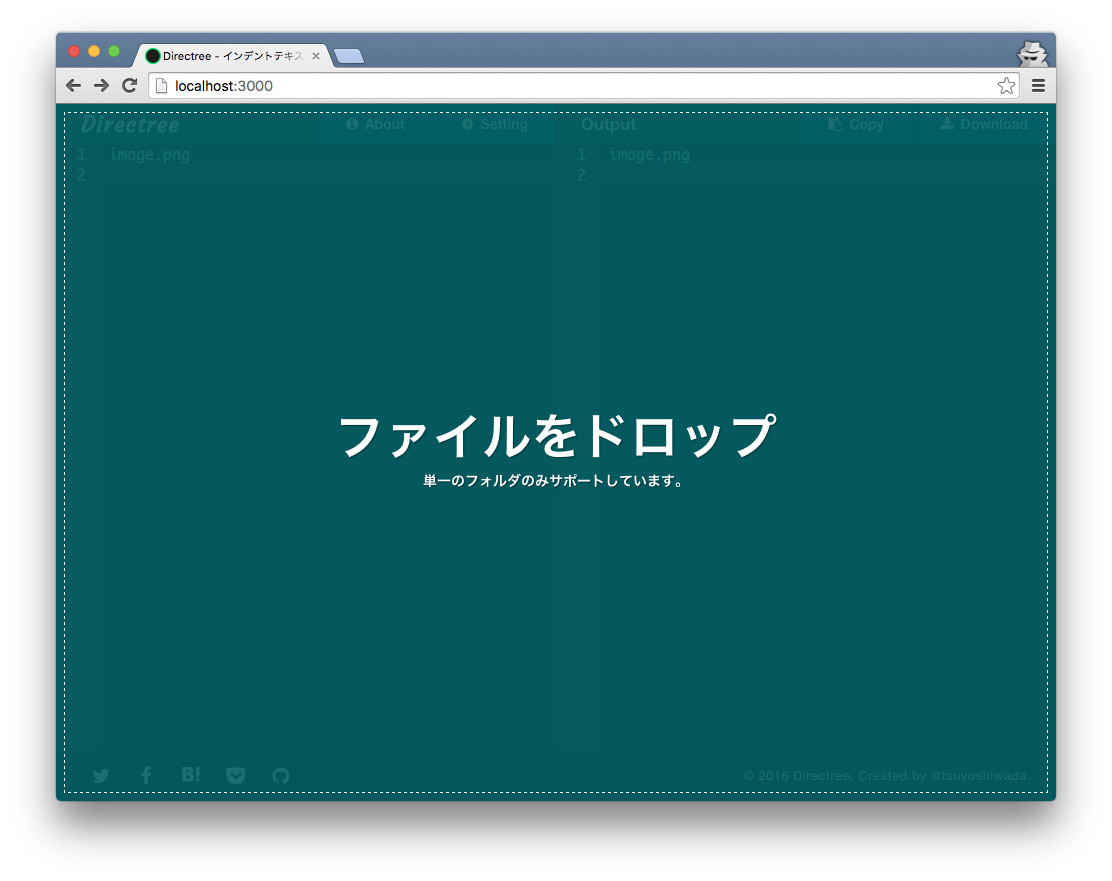 Directree - インデントテキス
localhost:3000
Directree
About
Setting
Output
Copy
Download
1 image.png
2
1 image.png
2
ファイルをドロップ
単一のフォルダのみサポートしています。
B!
© 2016 Directree. Created by @tsuyoshiwada.